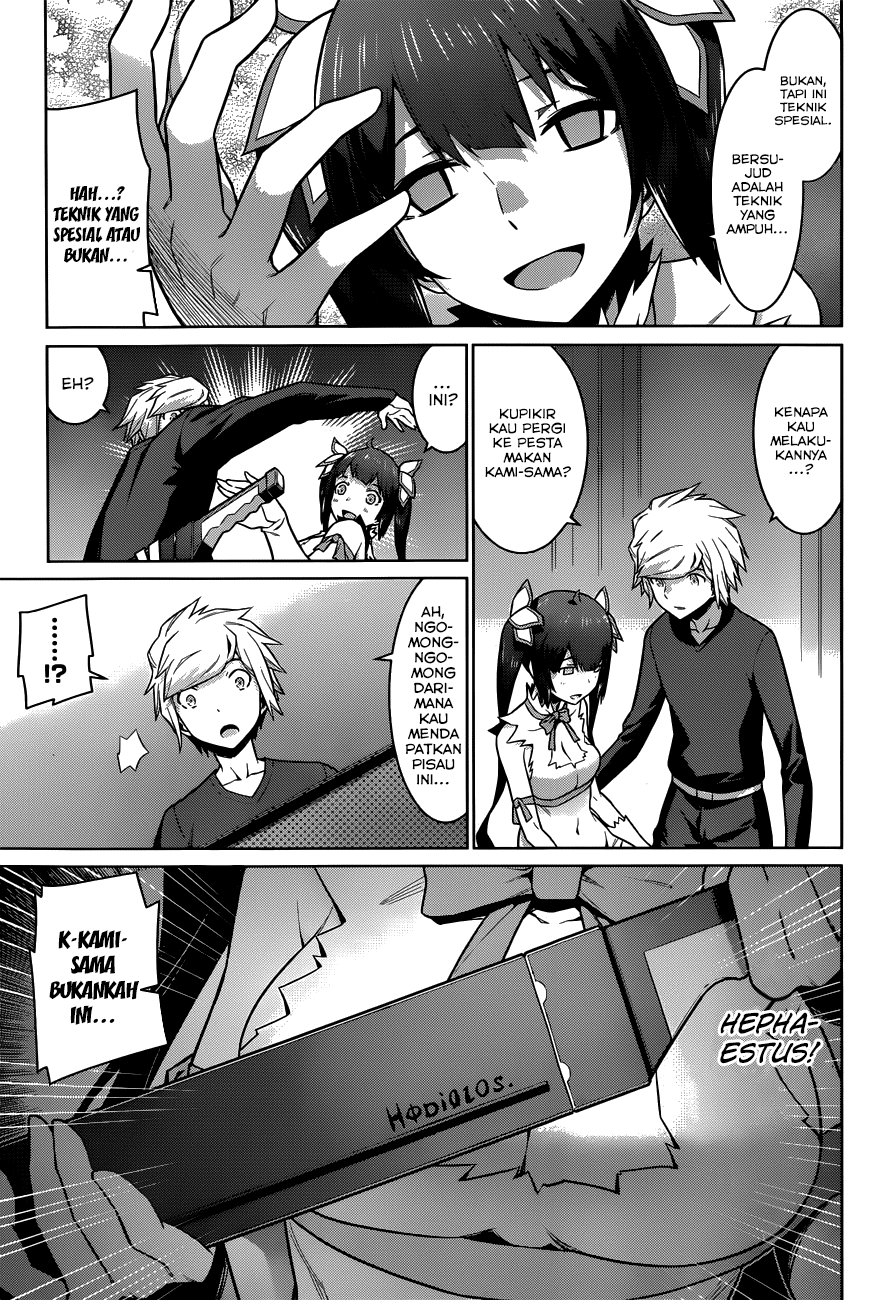 BUKAN,
TAPI INI
TEKNIK
SPESIAL.
BERSU-
JUD
ADALAH
TEKNIK
YANG
AMPUH...
HAH...?
TEKNIK YANG
SPESIAL ATAU
BUKAN...
KENAPA
KAU
MELAKU-
KANNYA
...?
KUPIKIR
KAU PERGI
KE PESTA
MAKAN
KAMI-SAMA?
...
INI?
EH?
AH,
NGO-
MONG-
NGO-
MONG
DARI-
MANA
KAU
MENDA
PATKAN
PISAU
INI...
......
!?
K-KAMI-
SAMA
BUKANKAH
INI...
HEPHA-
ESTUS!